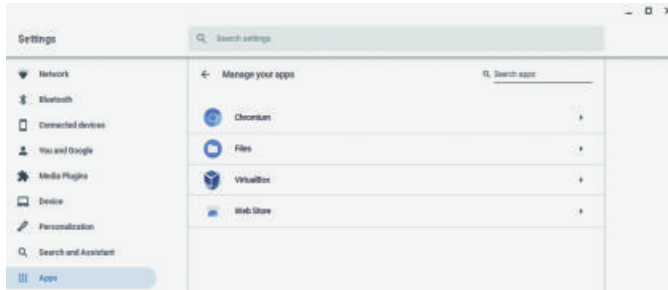 Settings
Search settings
Network
Bluetooth
Connected devices
You and Google
Media Plugins
Device
Personalization
Search and Assistant
Apps
Manage your apps
Search apps
Chromium
Files
VirtualBox
Web Store